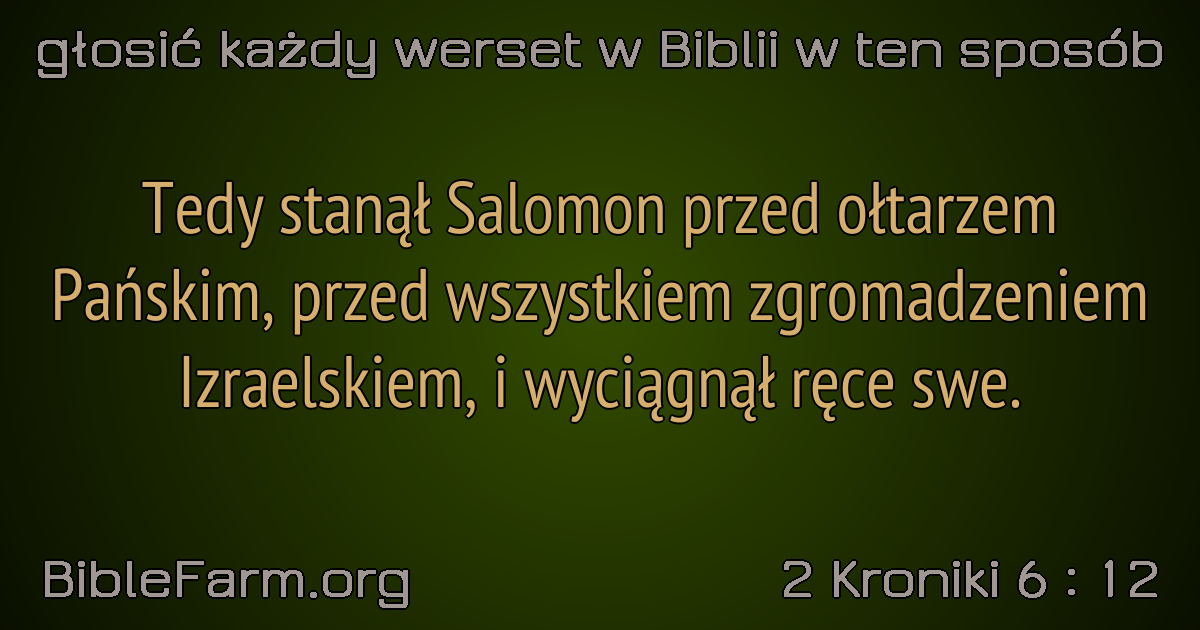 głosić każdy werset w Biblii w ten sposób
Tedy stanął Salomon przed ołtarzem
Pańskim, przed wszystkiem zgromadzeniem
Izraelskiem, i wyciągnął ręce swe.
BibleFarm.org
2 Kroniki 6 : 12